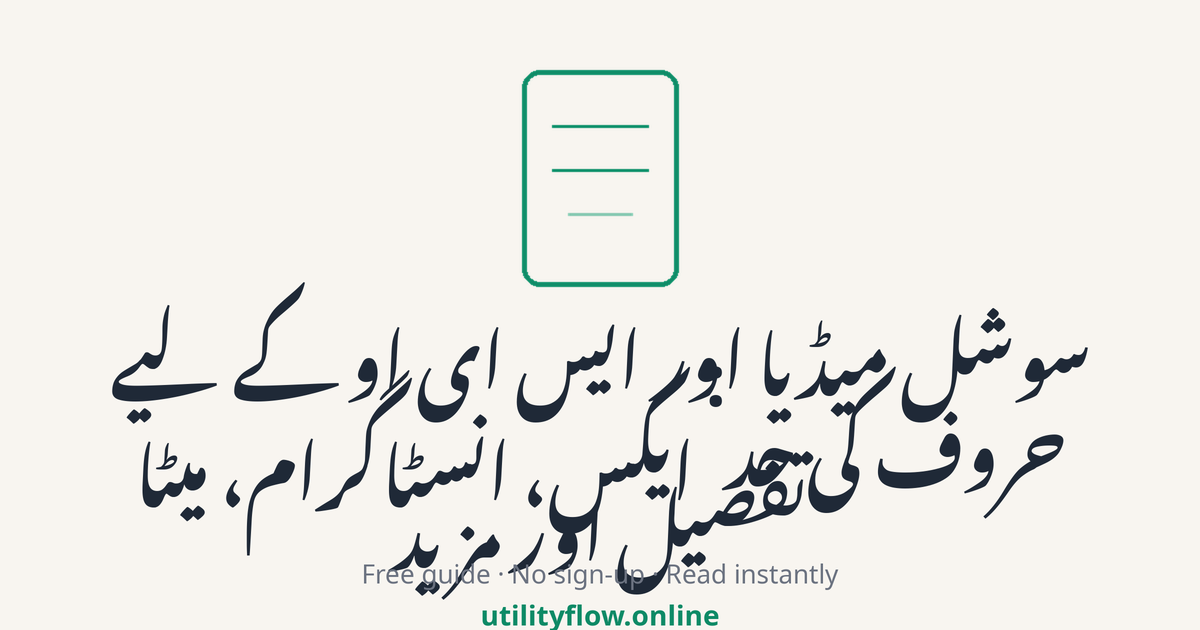 سوشل میڈیا اور ایس ای او کے لیے
حروف کی حد ایکس، انسٹاگرام، میٹا
تفصیل اور مزید
Free guide · No sign-up · Read instantly
utilityflow.online